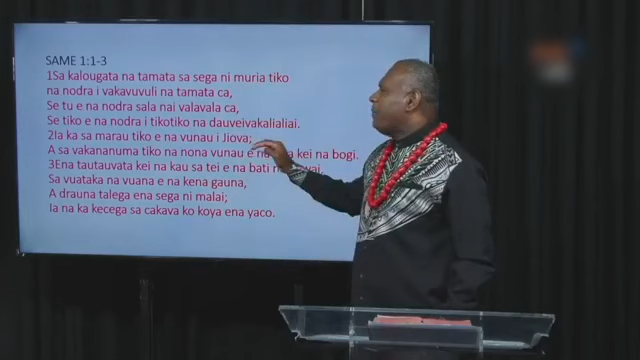 SAME 1:1-3
1Sa kalougata na tamata sa sega ni muria tiko
na nodra i vakavuvuli na tamata ca,
Se tu e na nodra sala nai valavala ca,
Se tiko e na nodra i tikotiko na dauveivakalialiai.
2Ia ka sa marau tiko e na vunau i Jiova;
A sa vakananuma tiko na nona vunau e na kei na bogi.
3Ena tautauvata kei na kau sa tei e na bati
Sa vuataka na vuana e na kena gauna,
A drauna talega ena sega ni malai;
Ia na ka kecega sa cakava ko koya ena yaco.